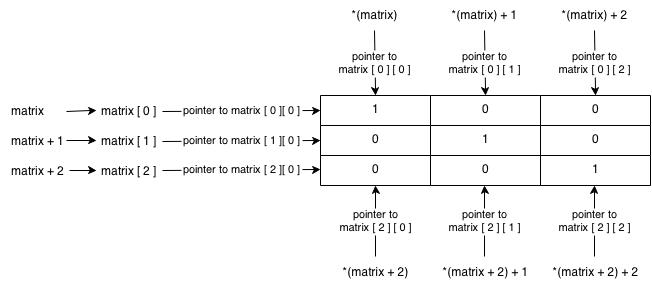 *(matrix) *(matrix) + 1 *(matrix) + 2
pointer to pointer to pointer to
matrix [ 0 ] [ 0 ] matrix [ 0 ] [ 1 ] matrix [ 0 ] [ 2 ]
matrix matrix [ 0 ] pointer to matrix [ 0 ][ 0 ] 1 0 0
matrix + 1 matrix [ 1 ] pointer to matrix [ 1 ][ 0 ] 0 1 0
matrix + 2 matrix [ 2 ] pointer to matrix [ 2 ][ 0 ] 0 0 1
pointer to pointer to pointer to
matrix [ 2 ] [ 0 ] matrix [ 2 ] [ 1 ] matrix [ 2 ] [ 2 ]
*(matrix + 2) *(matrix + 2) + 1 *(matrix + 2) + 2